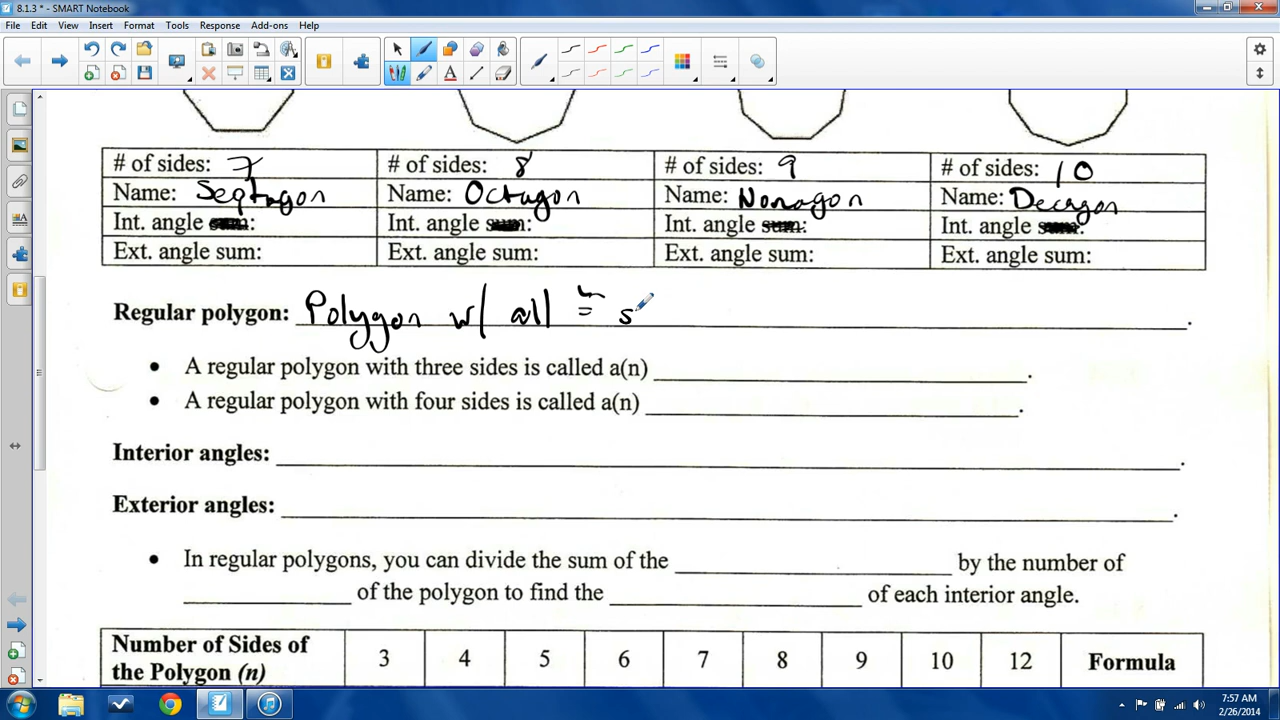 8.1.3 * - SMART Notebook
File Edit View Insert Format Tools Response Add-ons Help
# of sides: 7 # of sides: 8 # of sides: 9 # of sides: 10
Name: Septagon Name: Octagon Name: Nonagon Name: Decagon
Int. angle : Int. angle : Int. angle : Int. angle :
Ext. angle sum: Ext. angle sum: Ext. angle sum: Ext. angle sum:
Regular polygon: Polygon w/ all ≅ s .
• A regular polygon with three sides is called a(n) .
• A regular polygon with four sides is called a(n) .
Interior angles: .
Exterior angles: .
• In regular polygons, you can divide the sum of the by the number of
of the polygon to find the of each interior angle.
Number of Sides of the Polygon (n) 3 4 5 6 7 8 9 10 12 Formula
7:57 AM
2/26/2014